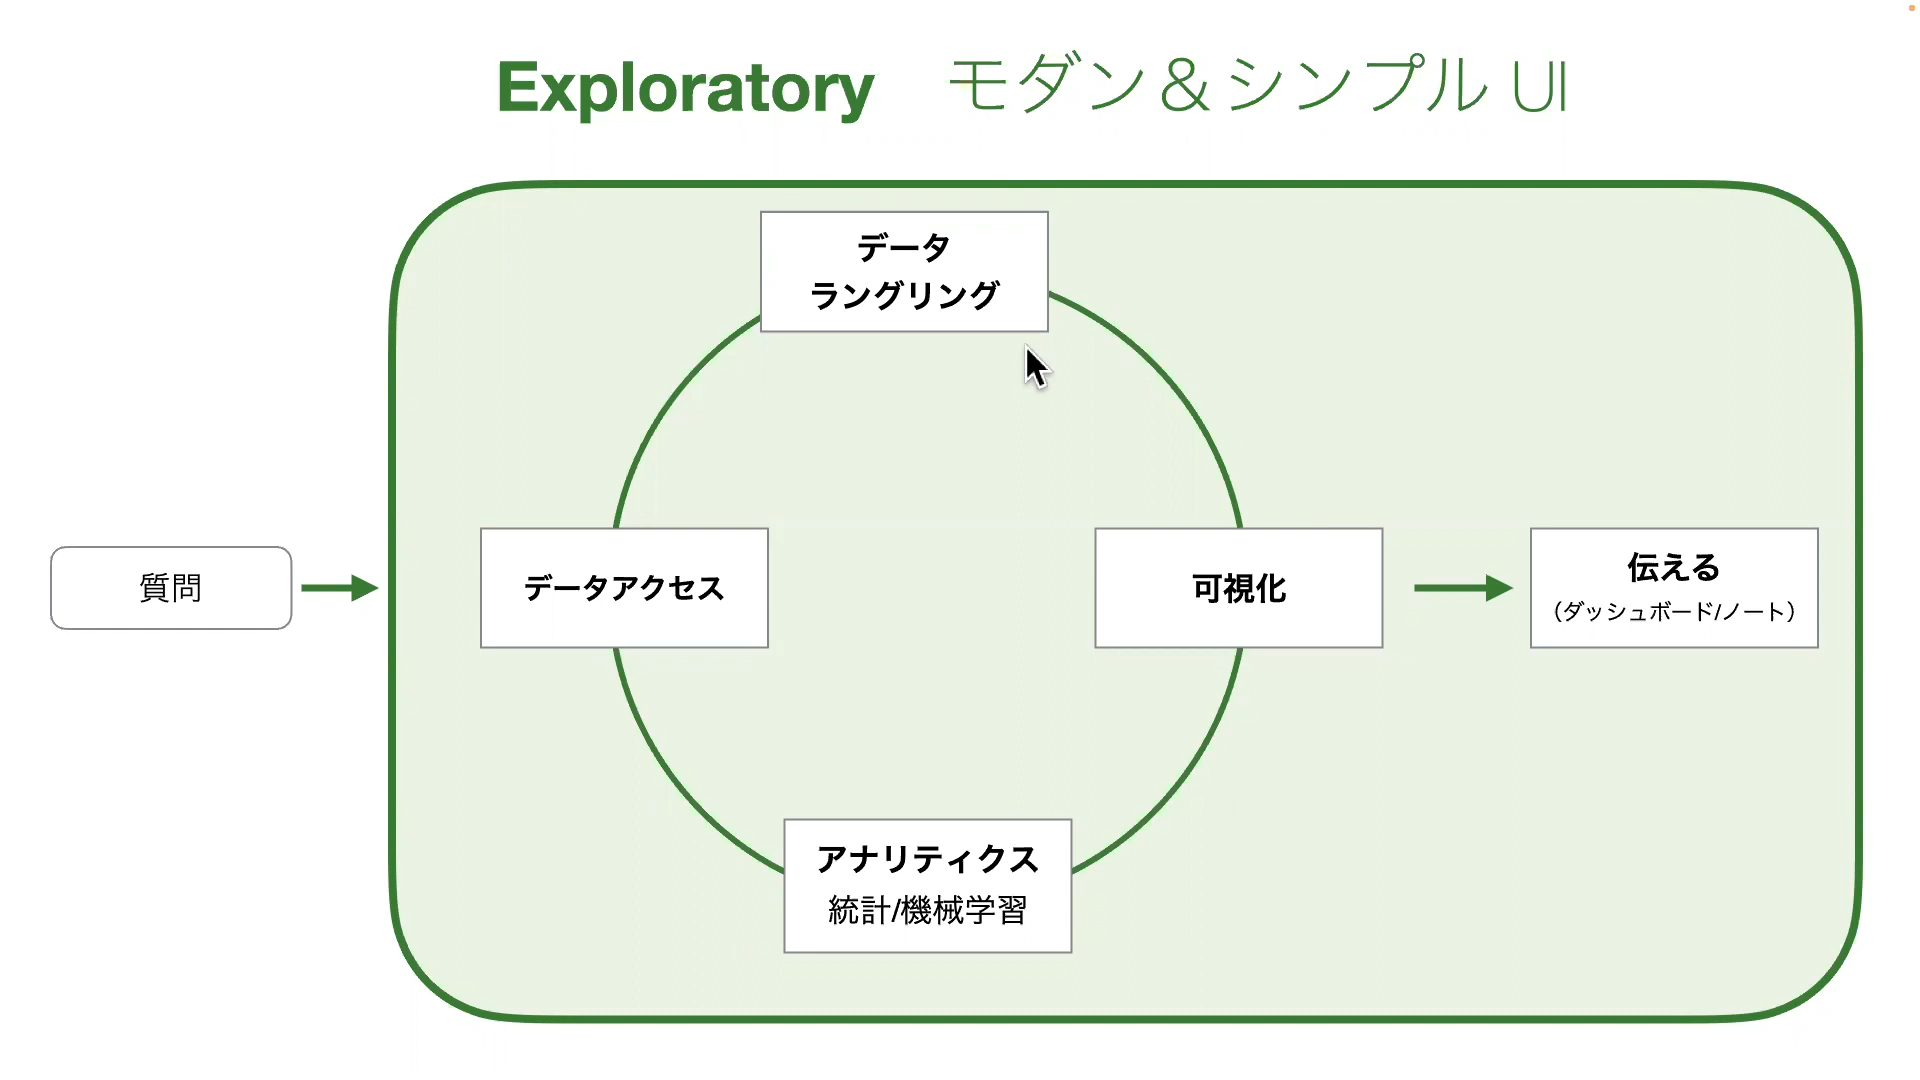 Exploratory モダン＆シンプル UI
データ
ラングリング
質問
データアクセス
可視化
伝える
（ダッシュボード/ノート）
アナリティクス
統計/機械学習